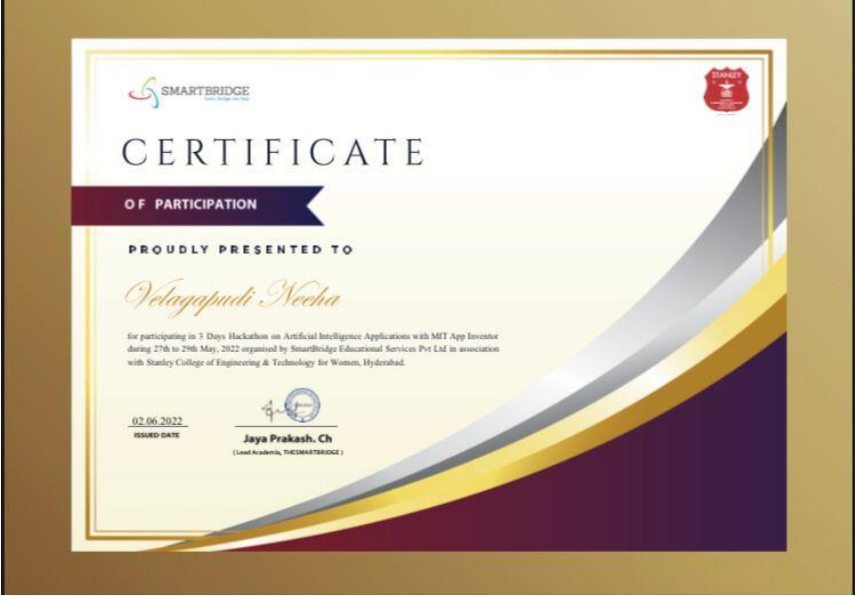 SMARTBRIDGE
STANLEY
CERTIFICATE
OF PARTICIPATION
PROUDLY PRESENTED TO
Velagapudi Neeha
for participating in 3 Days Hackathon on Artificial Intelligence Applications with MIT App Inventor
during 27th to 29th May, 2022 organised by SmartBridge Educational Services Pvt Ltd in association
with Stanley College of Engineering & Technology for Women, Hyderabad.
02.06.2022
ISSUED DATE
Jaya Prakash. Ch
( Lead Academia, THESMARTBRIDGE )